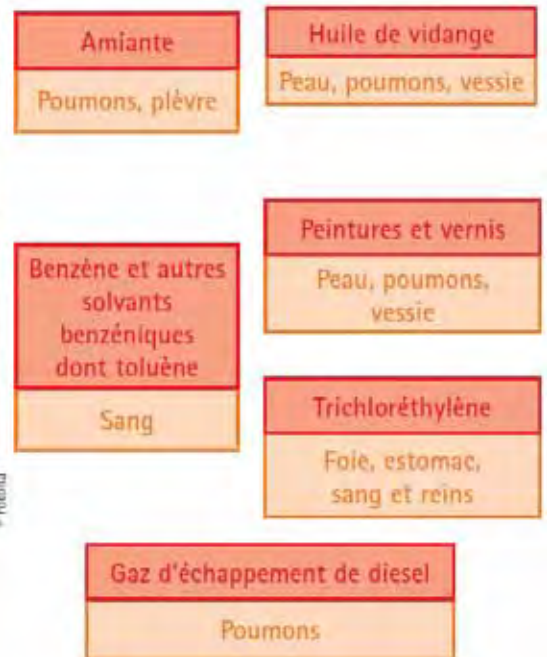 Amiante
Poumons, plèvre
Huile de vidange
Peau, poumons, vessie
Peintures et vernis
Peau, poumons,
vessie
Benzène et autres
solvants
benzéniques
dont toluène
Sang
Trichloréthylène
Foie, estomac,
sang et reins
Gaz d'échappement de diesel
Poumons